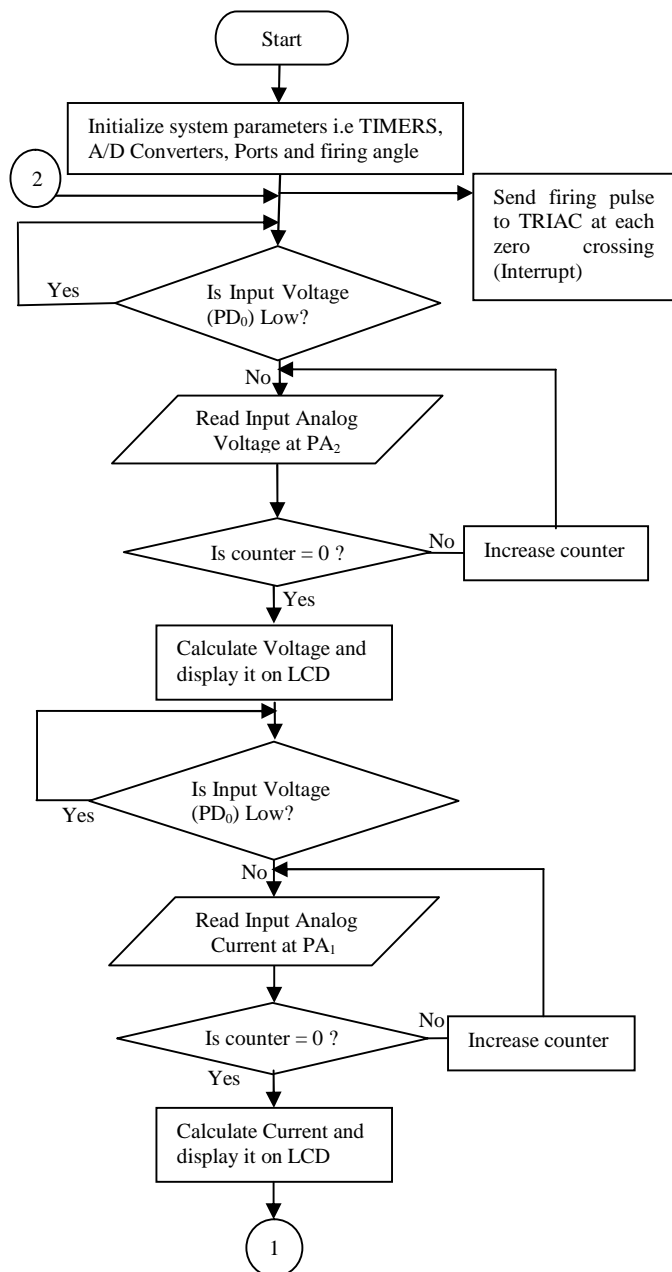 Start
Initialize system parameters i.e TIMERS,
A/D Converters, Ports and firing angle
2
Send firing pulse
to TRIAC at each
zero crossing
(Interrupt)
Yes
Is Input Voltage
(PD₀) Low?
No
Read Input Analog
Voltage at PA₂
Is counter = 0 ?
No
Increase counter
Yes
Calculate Voltage and
display it on LCD
Is Input Voltage
(PD₀) Low?
Yes
No
Read Input Analog
Current at PA₁
Is counter = 0 ?
No
Increase counter
Yes
Calculate Current and
display it on LCD
1